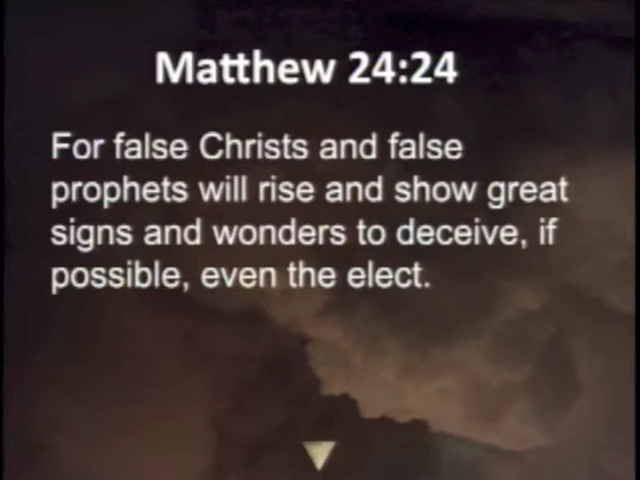 Matthew 24:24
For false Christs and false
prophets will rise and show great
signs and wonders to deceive, if
possible, even the elect.